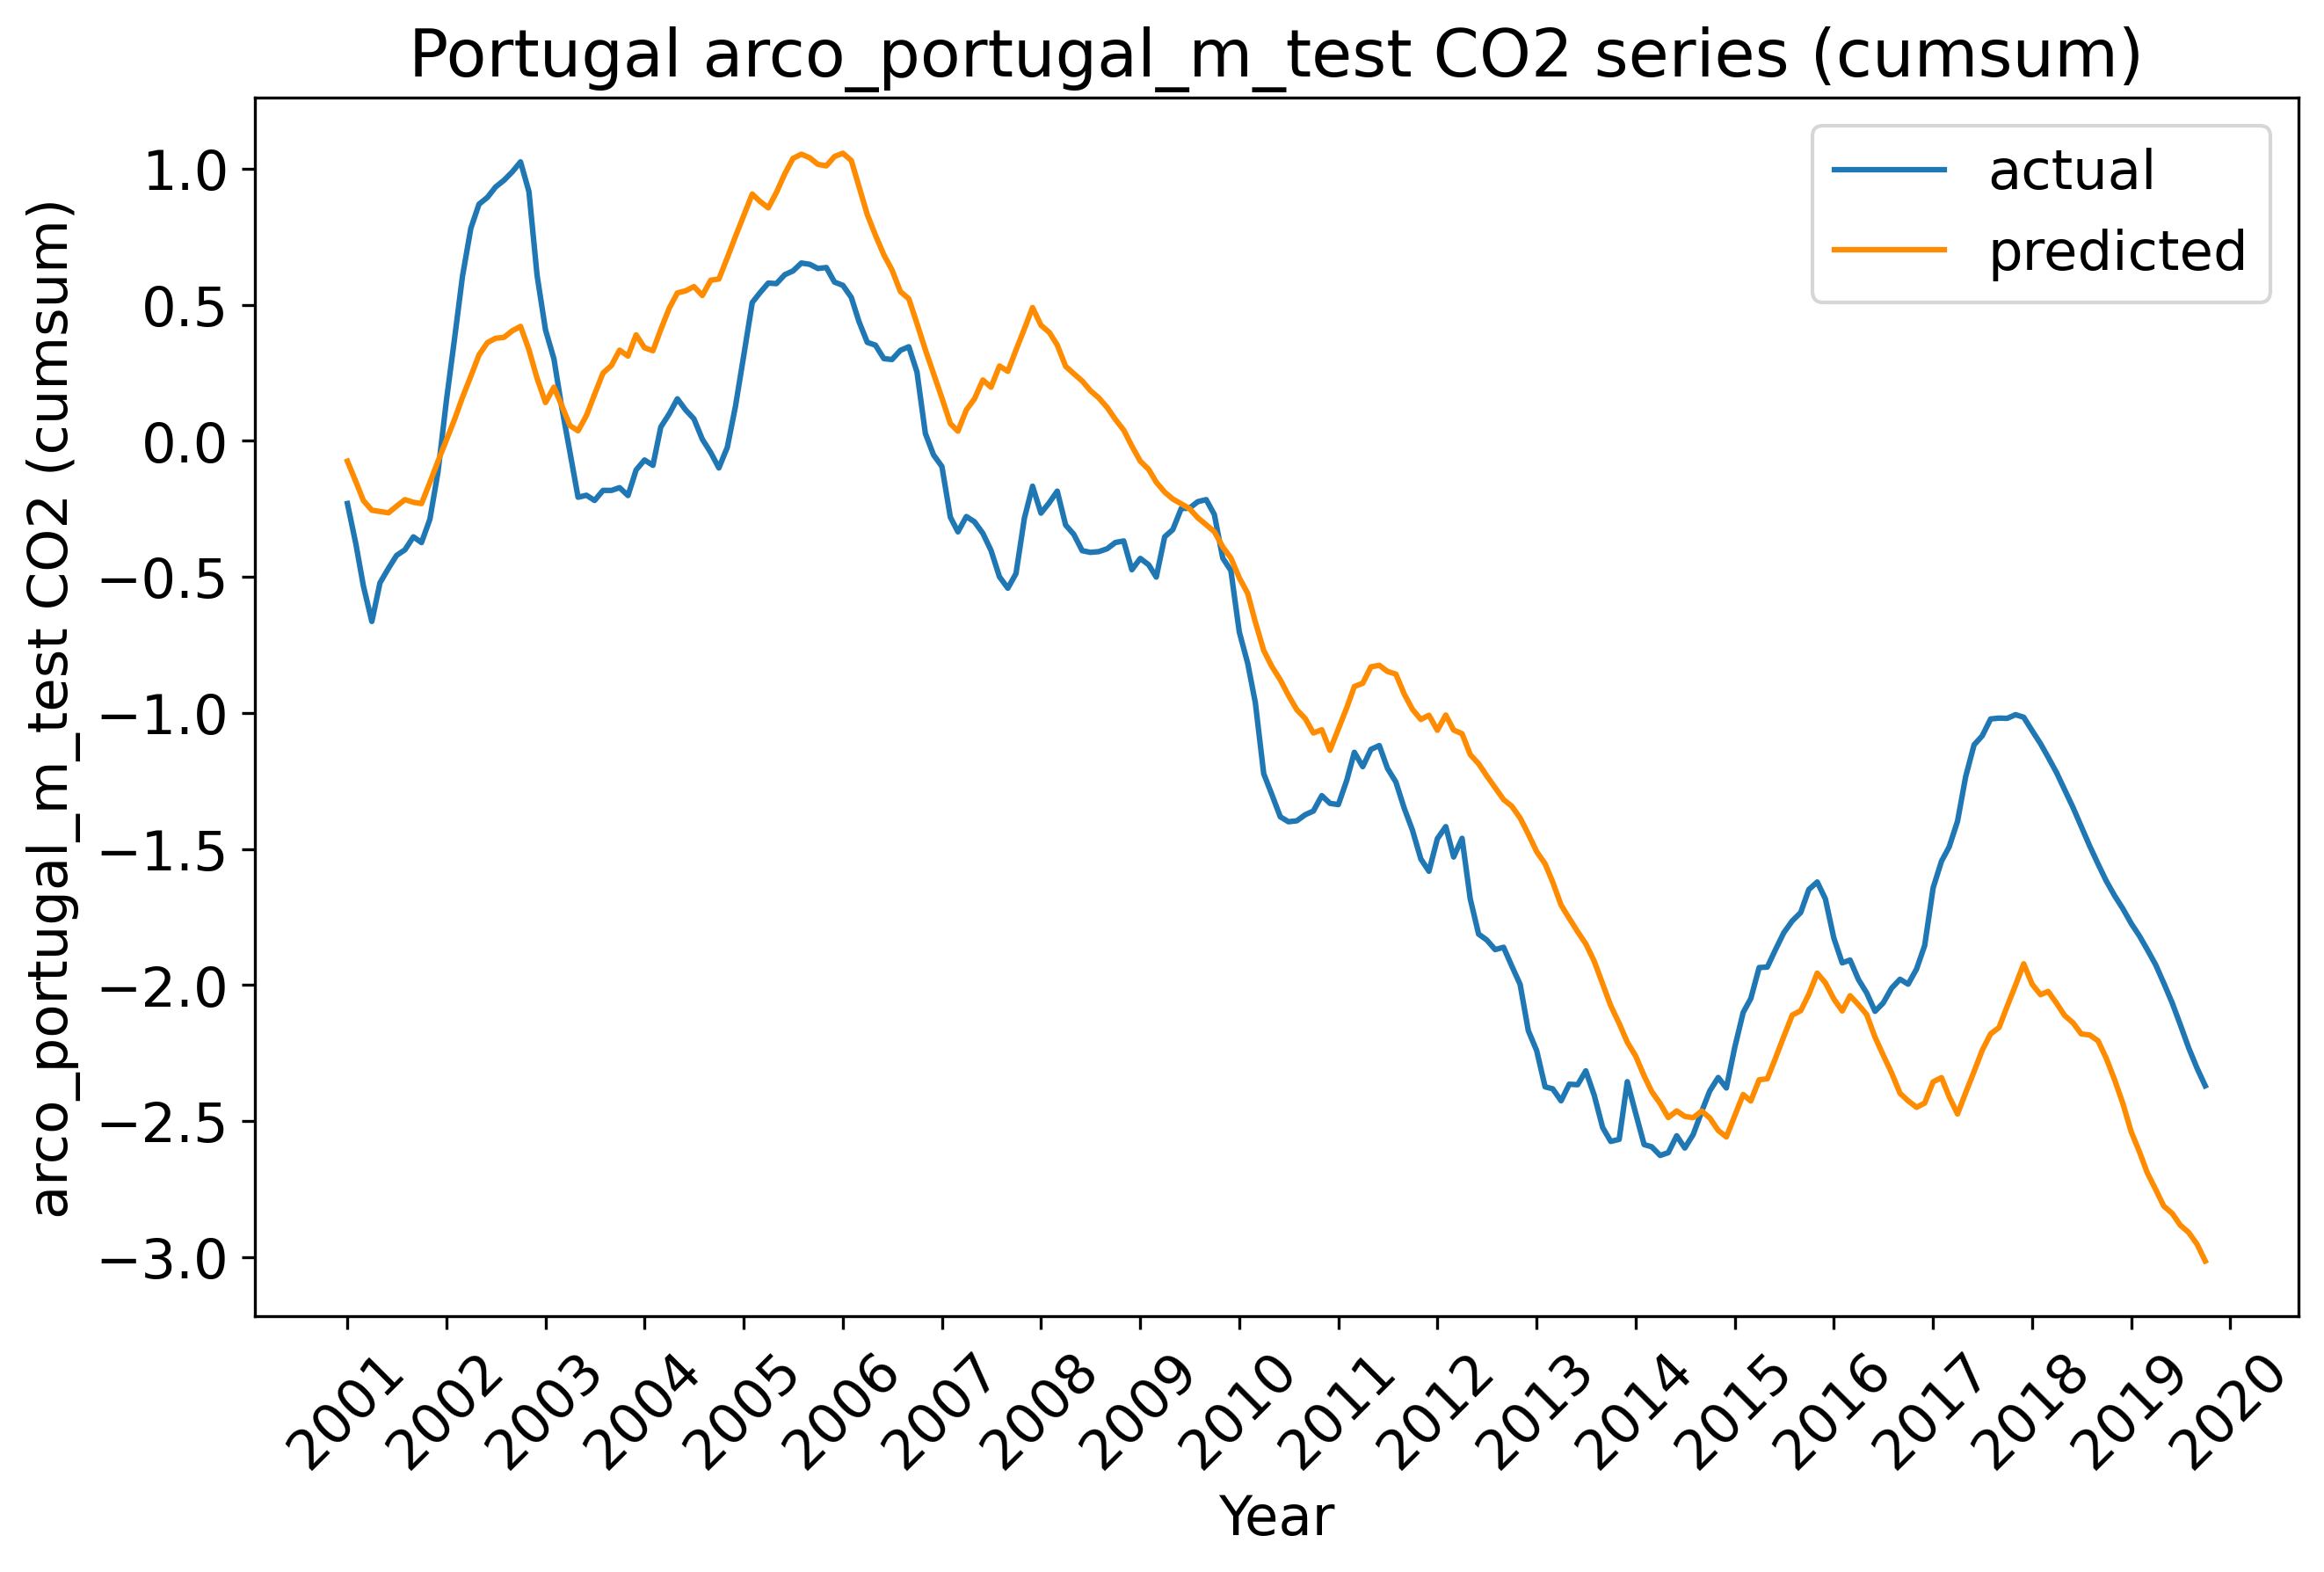 Portugal arco_portugal_m_test CO2 series (cumsum)
actual
predicted
arco_portugal_m_test CO2 (cumsum)
1.0
0.5
0.0
−0.5
−1.0
−1.5
−2.0
−2.5
−3.0
2001 2002 2003 2004 2005 2006 2007 2008 2009 2010 2011 2012 2013 2014 2015 2016 2017 2018 2019 2020
Year